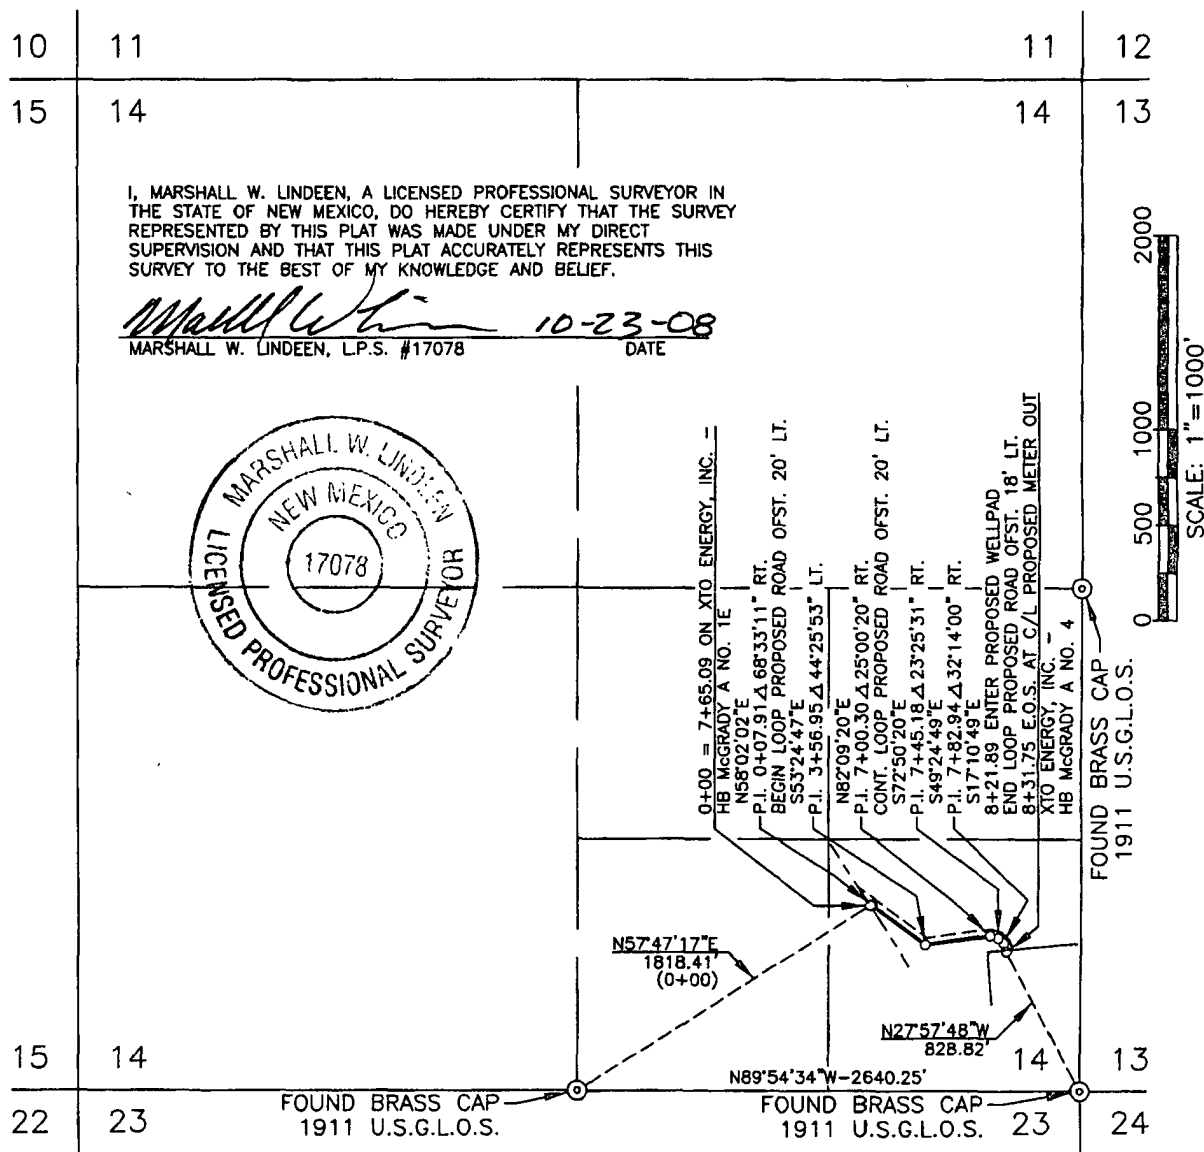 10 11
11 12
15 14
14 13
I, MARSHALL W. LINDEEN, A LICENSED PROFESSIONAL SURVEYOR IN
THE STATE OF NEW MEXICO, DO HEREBY CERTIFY THAT THE SURVEY
REPRESENTED BY THIS PLAT WAS MADE UNDER MY DIRECT
SUPERVISION AND THAT THIS PLAT ACCURATELY REPRESENTS THIS
SURVEY TO THE BEST OF MY KNOWLEDGE AND BELIEF.
10-23-08
MARSHALL W. LINDEEN, L.P.S. #17078
DATE
MARSHALL W. LINDEEN
NEW MEXICO
17078
LICENSED PROFESSIONAL SURVEYOR
0+00 = 7+65.09 ON XTO ENERGY, INC. -
HB McGRADY A NO. 1E
N58°02'02"E
P.I. 0+07.91 Δ 68°33'11" RT.
BEGIN LOOP PROPOSED ROAD OFST. 20' LT.
S53°24'47"E
P.I. 3+56.95 Δ 44°25'53" LT.
N82°09'20"E
P.I. 7+00.30 Δ 25°00'20" RT.
CONT. LOOP PROPOSED ROAD OFST. 20' LT.
S72°50'20"E
P.I. 7+45.18 Δ 23°25'31" RT.
S49°24'49"E
P.I. 7+82.94 Δ 32°14'00" RT.
S17°10'49"E
8+21.89 ENTER PROPOSED WELLPAD
END LOOP PROPOSED ROAD OFST. 18' LT.
8+31.75 E.O.S. AT C/L PROPOSED METER OUT
XTO ENERGY, INC. -
HB McGRADY A NO. 4
0 500 1000 2000
SCALE: 1"=1000'
FOUND BRASS CAP
1911 U.S.G.L.O.S.
N57°47'17"E
1818.41'
(0+00)
N27°57'48"W
828.82'
15 14
14 13
N89°54'34"W-2640.25'
22 23
FOUND BRASS CAP
1911 U.S.G.L.O.S.
FOUND BRASS CAP
1911 U.S.G.L.O.S.
23 24